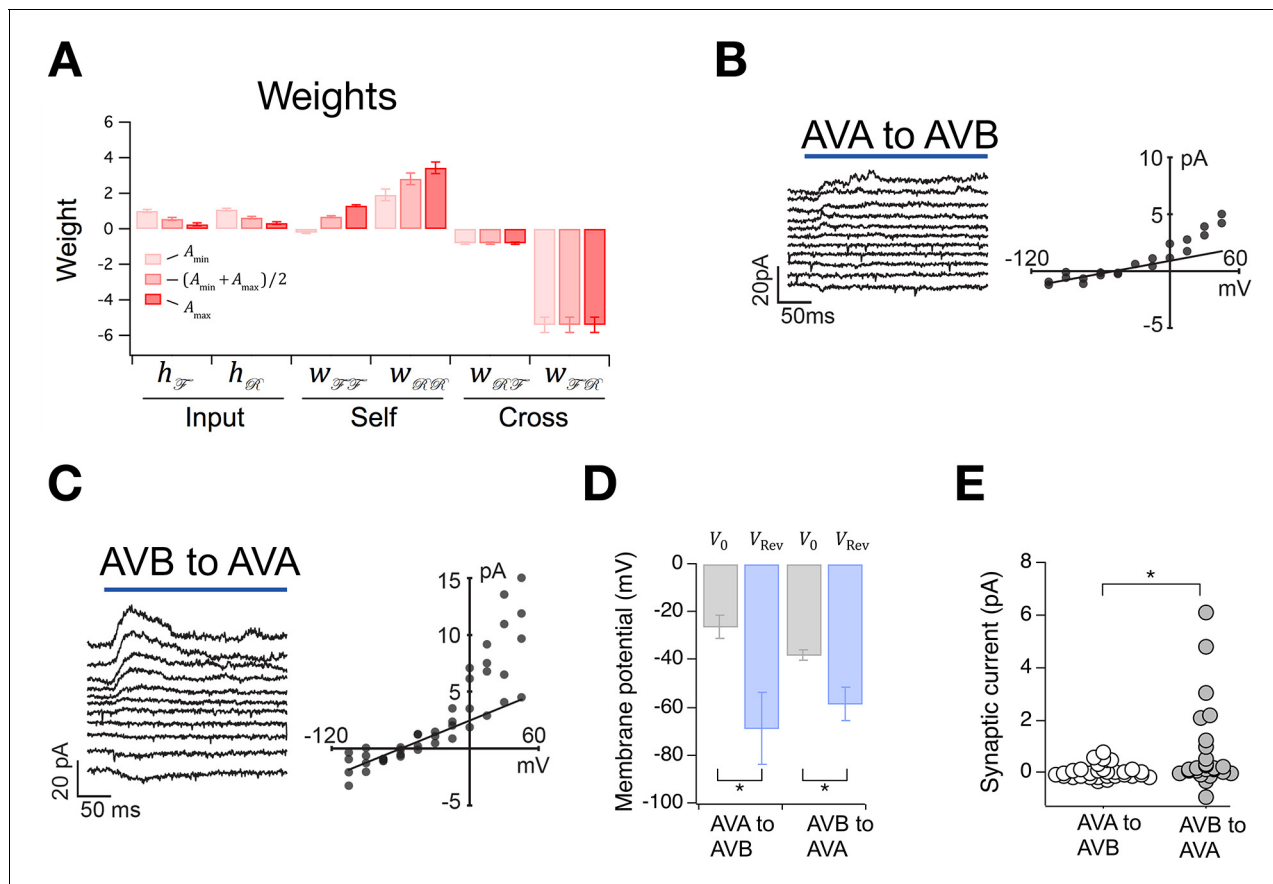 A
Weights
6
4
2
0
-2
-4
-6
Weight
A_min
(A_min + A_max)/2
A_max
h_ℱ
h_ℛ
w_ℱℱ
w_ℛℛ
w_ℛℱ
w_ℱℛ
Input
Self
Cross
B
AVA to AVB
20pA
50ms
10
pA
5
-120
60
mV
-5
C
AVB to AVA
20 pA
50 ms
15
pA
10
5
-120
60
mV
-5
D
V_0
V_Rev
V_0
V_Rev
0
-20
-40
-60
-80
-100
Membrane potential (mV)
*
*
AVA to
AVB
AVB to
AVA
E
8
6
4
2
0
Synaptic current (pA)
*
AVA to
AVB
AVB to
AVA